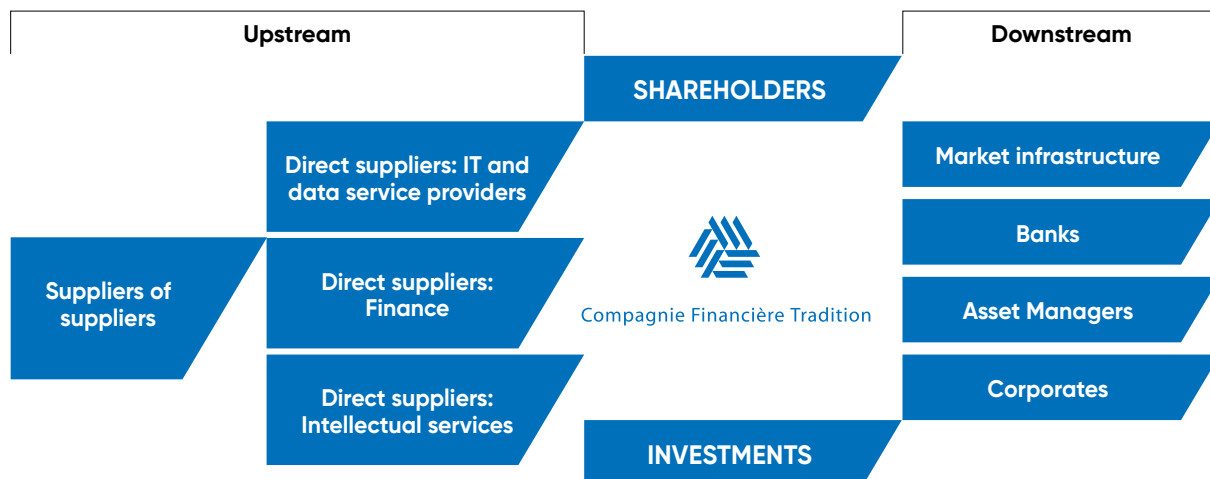 Upstream
Downstream
SHAREHOLDERS
Direct suppliers: IT and
data service providers
Market infrastructure
Banks
Suppliers of
suppliers
Direct suppliers:
Finance
Compagnie Financière Tradition
Asset Managers
Direct suppliers:
Intellectual services
Corporates
INVESTMENTS